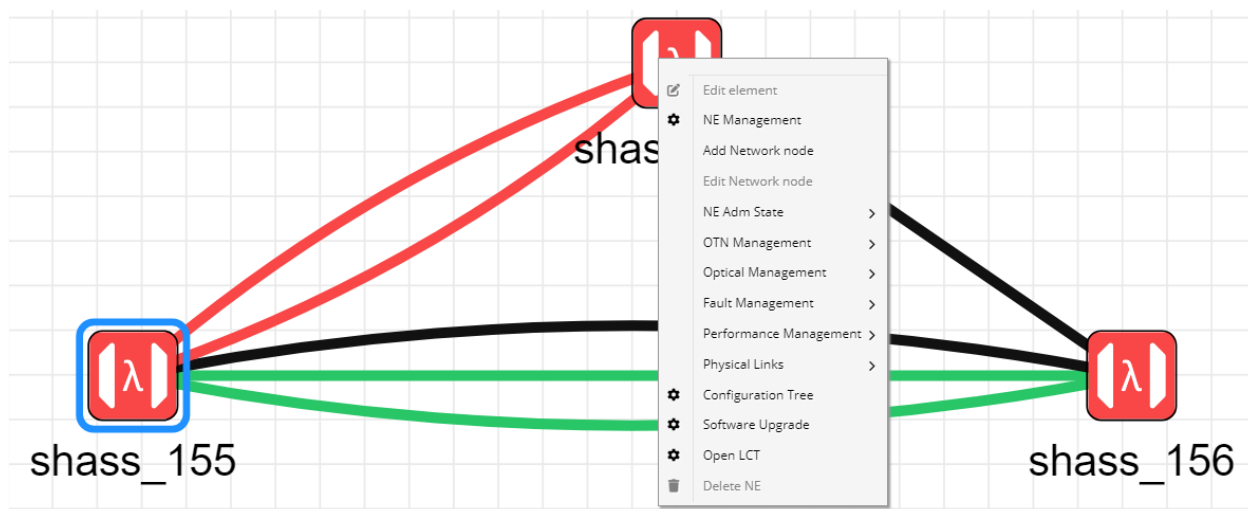 λ
shas
Edit element
NE Management
Add Network node
Edit Network node
NE Adm State
OTN Management
Optical Management
Fault Management
Performance Management
Physical Links
Configuration Tree
Software Upgrade
Open LCT
Delete NE
λ
shass_155
λ
shass_156